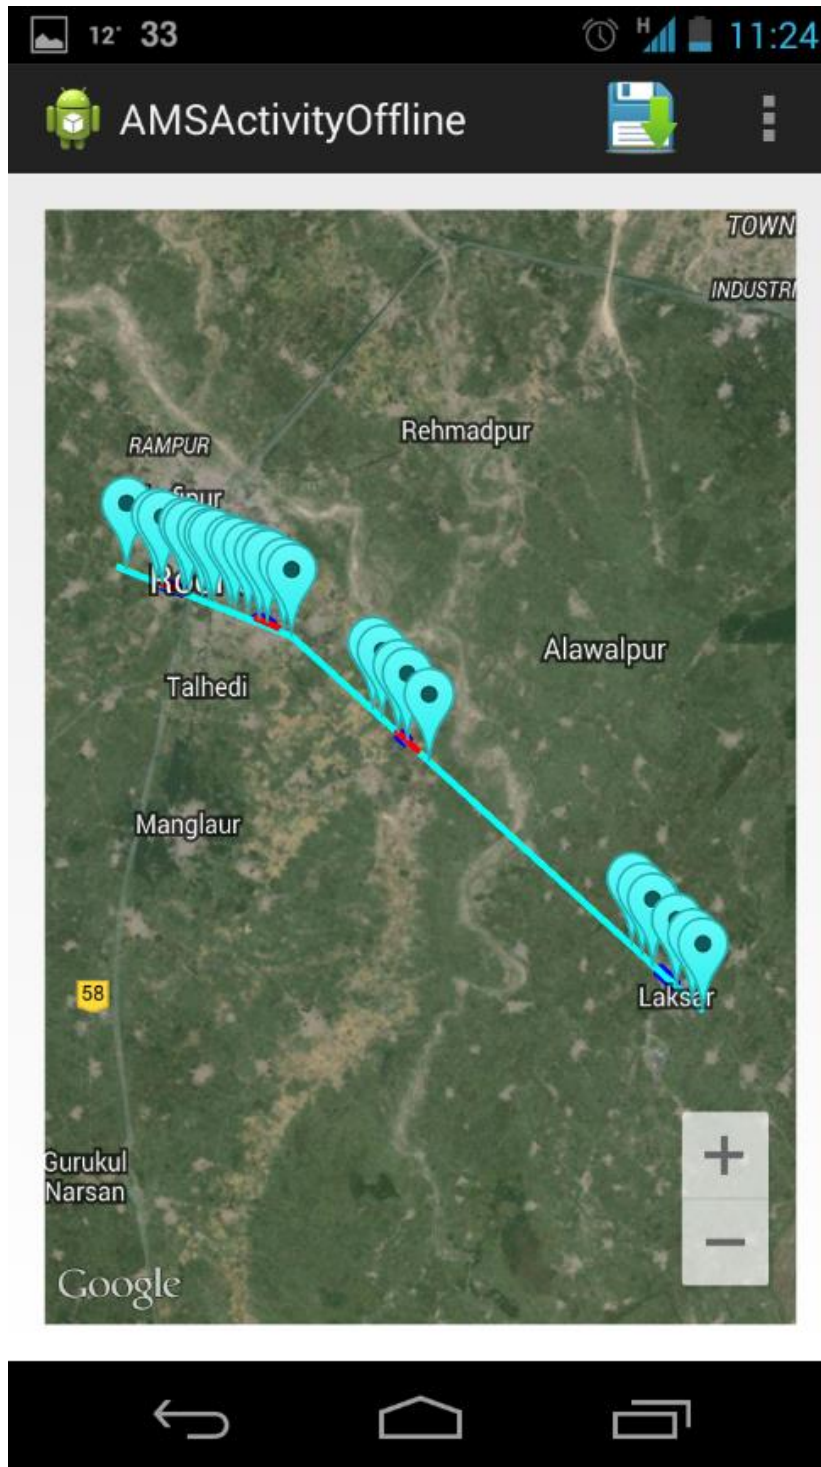 12° 33
H 11:24
AMSActivityOffline
TOWN
INDUSTRI
Rehmadpur
RAMPUR
Alawalpur
Talhedi
Manglaur
58
Laksar
Gurukul
Narsan
+
−
Google